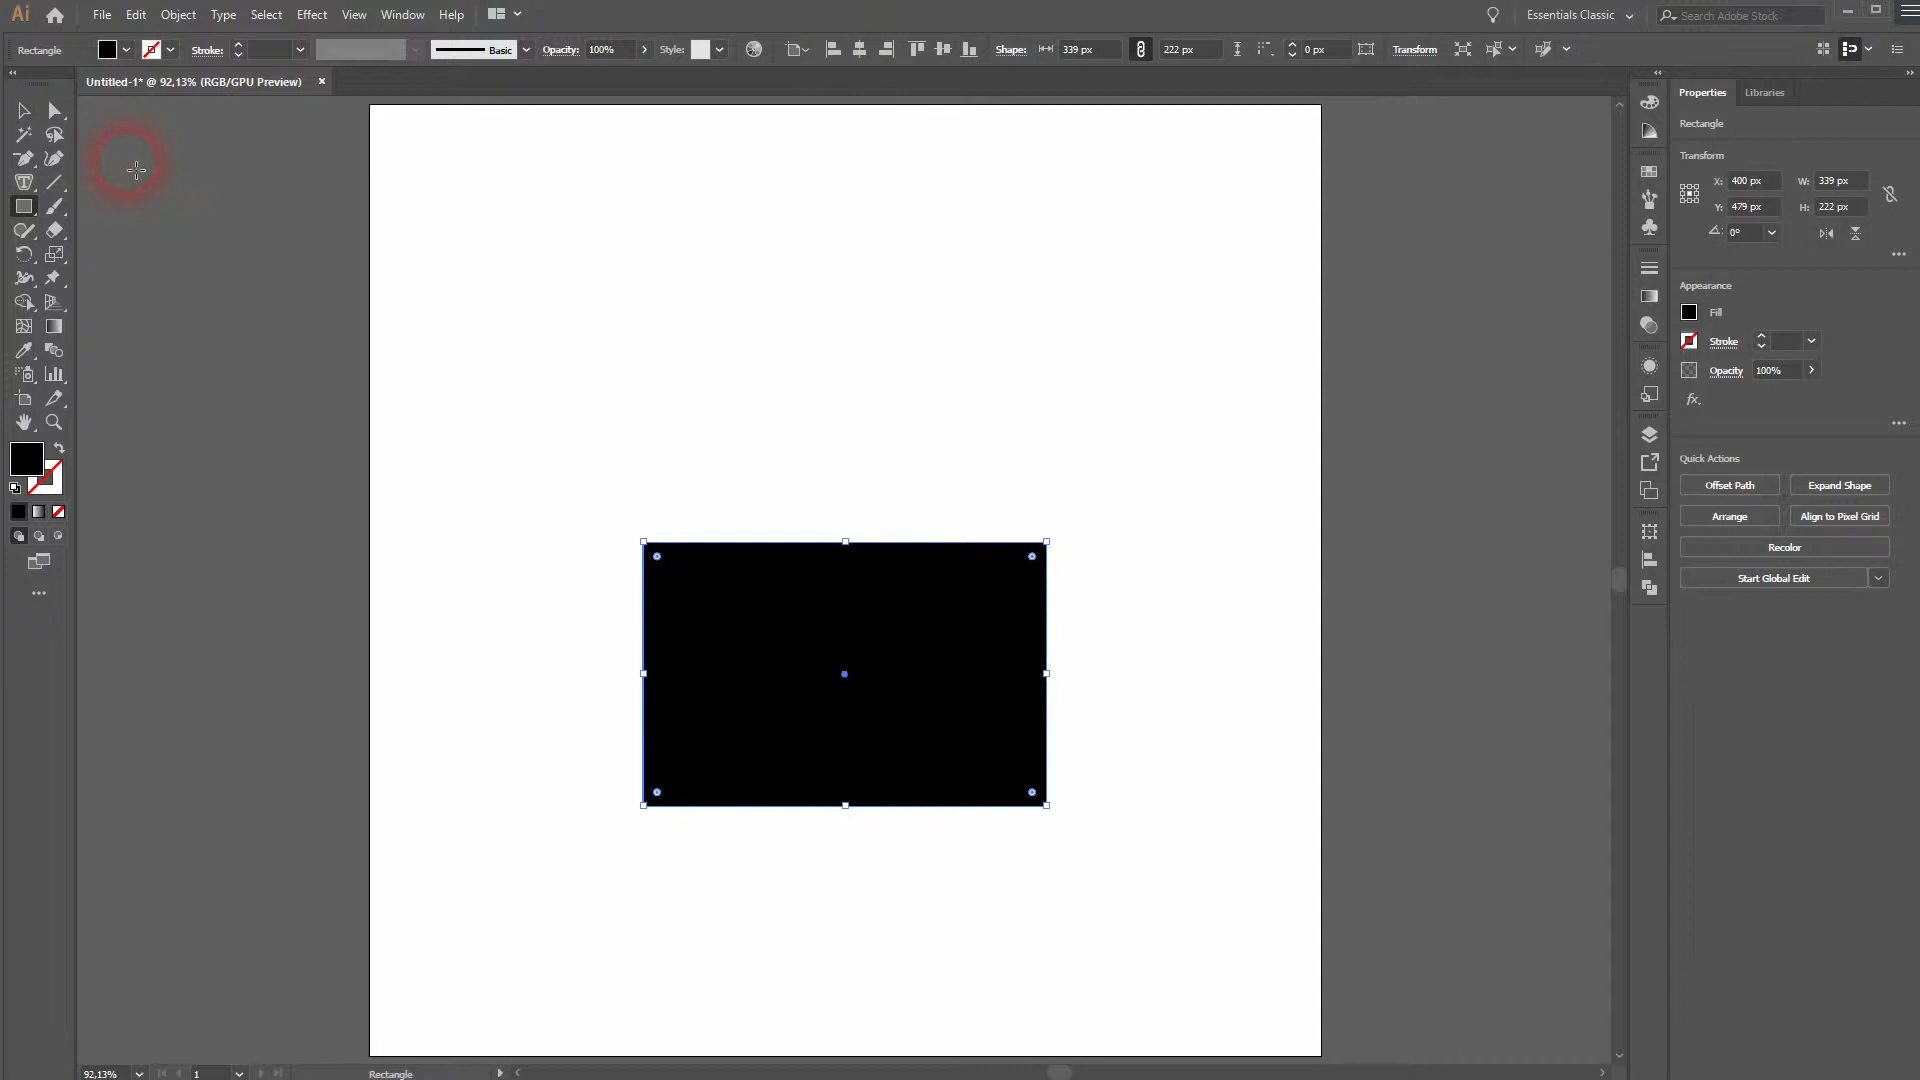 Ai File Edit Object Type Select Effect View Window Help Essentials Classic Search Adobe Stock
Rectangle Stroke: Basic Opacity: 100% Style: Shape: 339 px 222 px 0 px Transform
Untitled-1* @ 92,13% (RGB/GPU Preview) ×
Properties Libraries
Rectangle
Transform
X: 400 px W: 339 px
Y: 479 px H: 222 px
0°
Appearance
Fill
Stroke
Opacity 100%
fx.
Quick Actions
Offset Path Expand Shape
Arrange Align to Pixel Grid
Recolor
Start Global Edit
92,13% 1 Rectangle